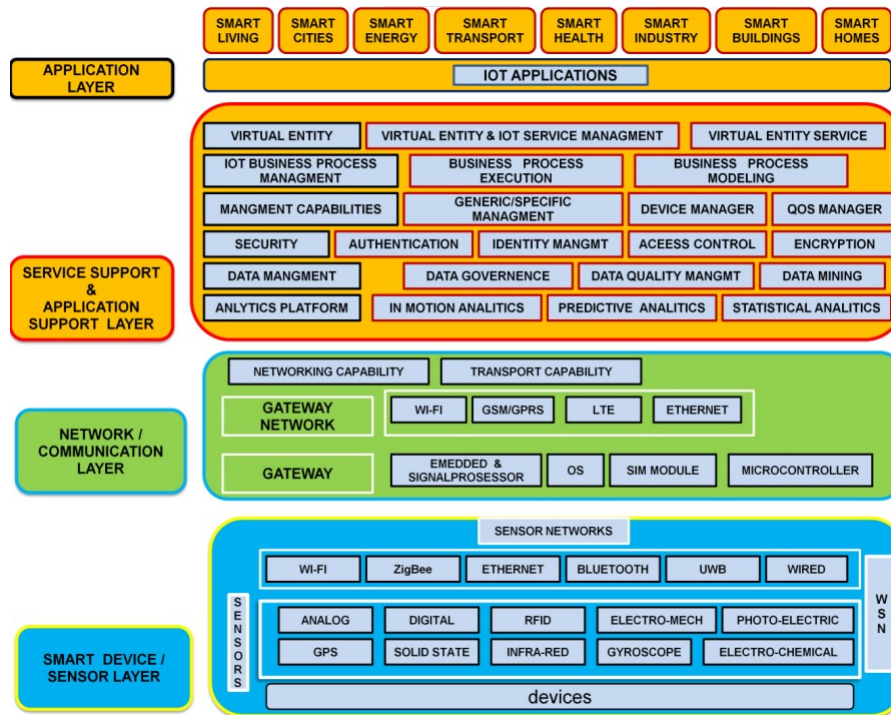 SMART LIVING
SMART CITIES
SMART ENERGY
SMART TRANSPORT
SMART HEALTH
SMART INDUSTRY
SMART BUILDINGS
SMART HOMES
APPLICATION LAYER
IOT APPLICATIONS
VIRTUAL ENTITY
VIRTUAL ENTITY & IOT SERVICE MANAGMENT
VIRTUAL ENTITY SERVICE
IOT BUSINESS PROCESS MANAGMENT
BUSINESS PROCESS EXECUTION
BUSINESS PROCESS MODELING
MANGMENT CAPABILITIES
GENERIC/SPECIFIC MANAGMENT
DEVICE MANAGER
QOS MANAGER
SECURITY
AUTHENTICATION
IDENTITY MANGMT
ACEESS CONTROL
ENCRYPTION
SERVICE SUPPORT & APPLICATION SUPPORT LAYER
DATA MANGMENT
DATA GOVERNENCE
DATA QUALITY MANGMT
DATA MINING
ANLYTICS PLATFORM
IN MOTION ANALITICS
PREDICTIVE ANALITICS
STATISTICAL ANALITICS
NETWORKING CAPABILITY
TRANSPORT CAPABILITY
GATEWAY NETWORK
WI-FI
GSM/GPRS
LTE
ETHERNET
NETWORK / COMMUNICATION LAYER
GATEWAY
EMEDDED & SIGNALPROSESSOR
OS
SIM MODULE
MICROCONTROLLER
SENSOR NETWORKS
WI-FI
ZigBee
ETHERNET
BLUETOOTH
UWB
WIRED
SENSORS
WSN
ANALOG
DIGITAL
RFID
ELECTRO-MECH
PHOTO-ELECTRIC
SMART DEVICE / SENSOR LAYER
GPS
SOLID STATE
INFRA-RED
GYROSCOPE
ELECTRO-CHEMICAL
devices